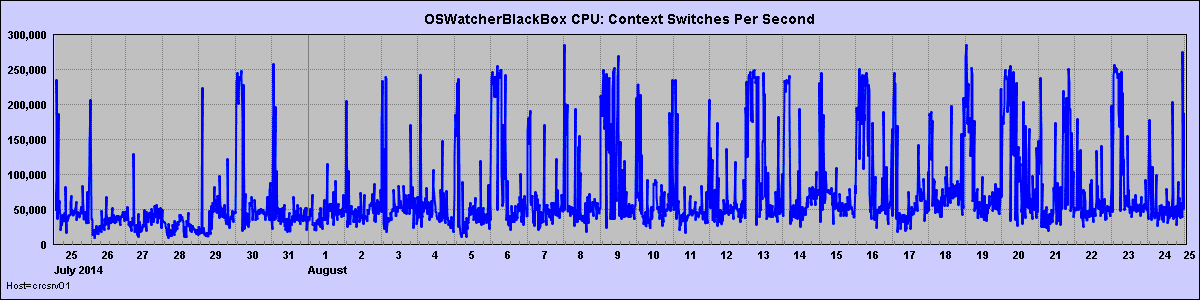 OSWatcherBlackBox CPU: Context Switches Per Second
300,000
250,000
200,000
150,000
100,000
50,000
0
25 26 27 28 29 30 31 1 2 3 4 5 6 7 8 9 10 11 12 13 14 15 16 17 18 19 20 21 22 23 24 25
July 2014 August
Host=crcsrv01